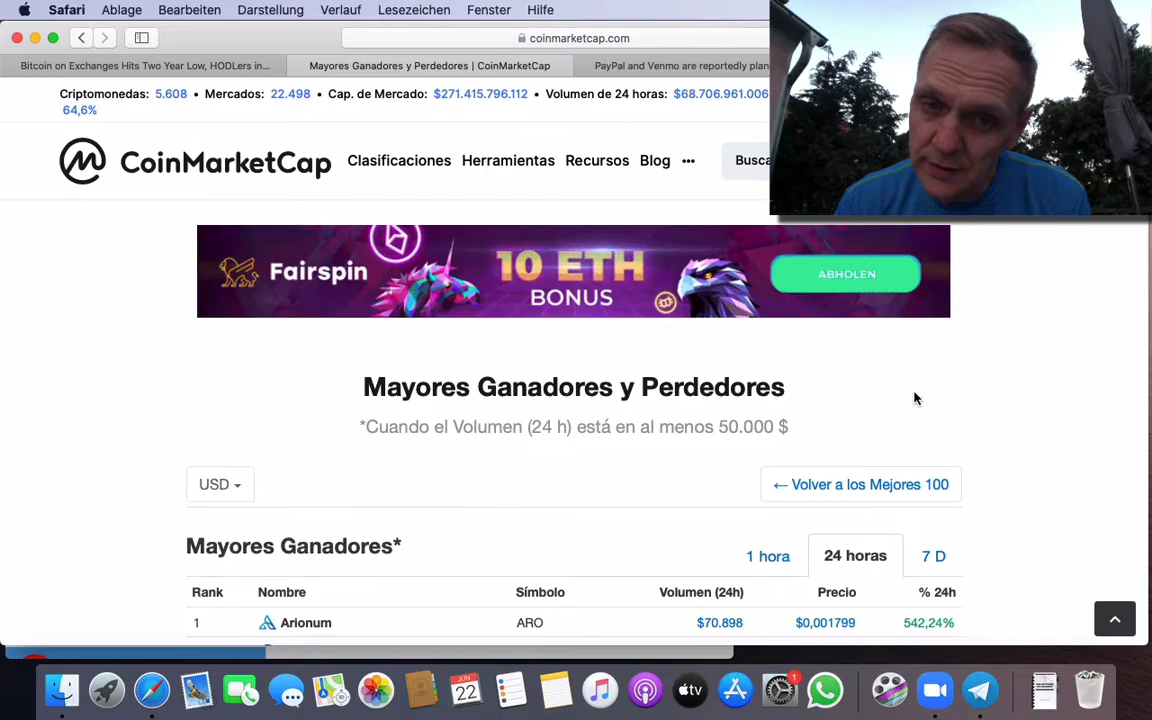 Safari Ablage Bearbeiten Darstellung Verlauf Lesezeichen Fenster Hilfe
coinmarketcap.com
Bitcoin on Exchanges Hits Two Year Low, HODLers in...
Mayores Ganadores y Perdedores | CoinMarketCap
PayPal and Venmo are reportedly plan
Criptomonedas: 5.608 • Mercados: 22.498 • Cap. de Mercado: $271.415.796.112 • Volumen de 24 horas: $68.706.961.006
64,6%
CoinMarketCap
Clasificaciones Herramientas Recursos Blog ••• Busca
Fairspin
10 ETH
BONUS
ABHOLEN
Mayores Ganadores y Perdedores
*Cuando el Volumen (24 h) está en al menos 50.000 $
USD
← Volver a los Mejores 100
Mayores Ganadores*
1 hora 24 horas 7 D
Rank Nombre Símbolo Volumen (24h) Precio % 24h
1 Arionum ARO $70.898 $0,001799 542,24%
JUN
22
tv
1